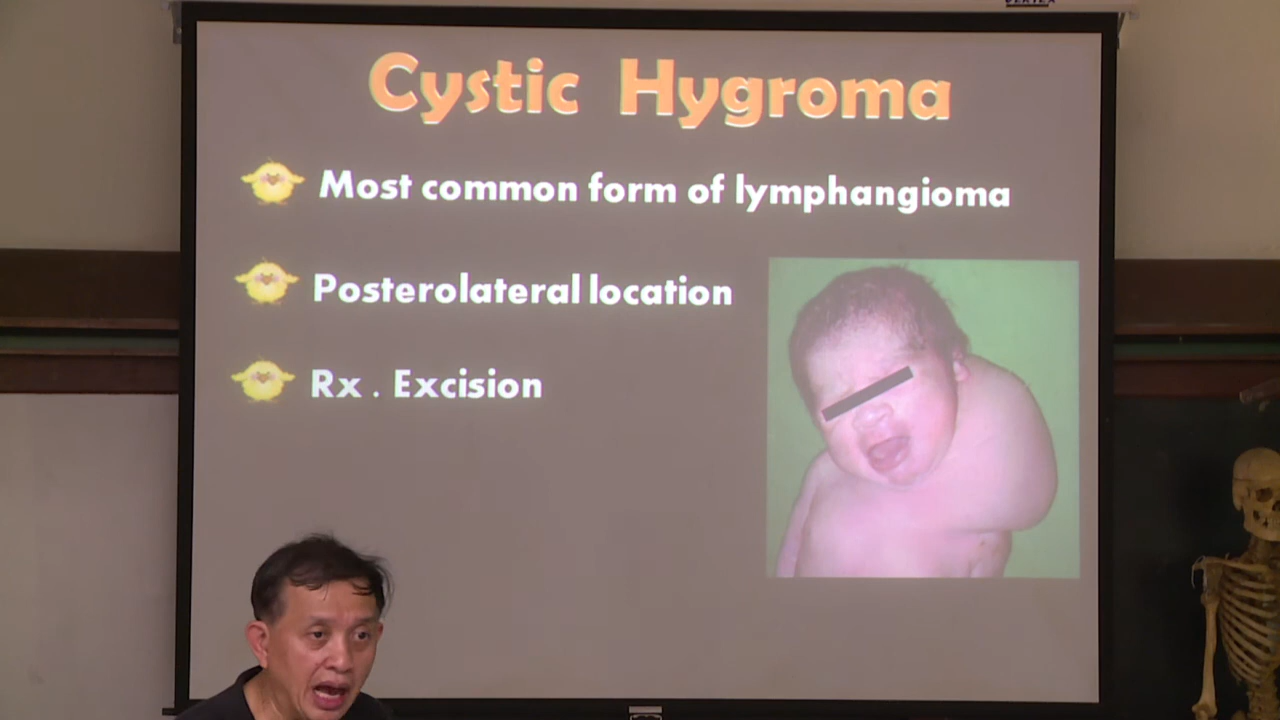 Cystic Hygroma
Most common form of lymphangioma
Posterolateral location
Rx . Excision